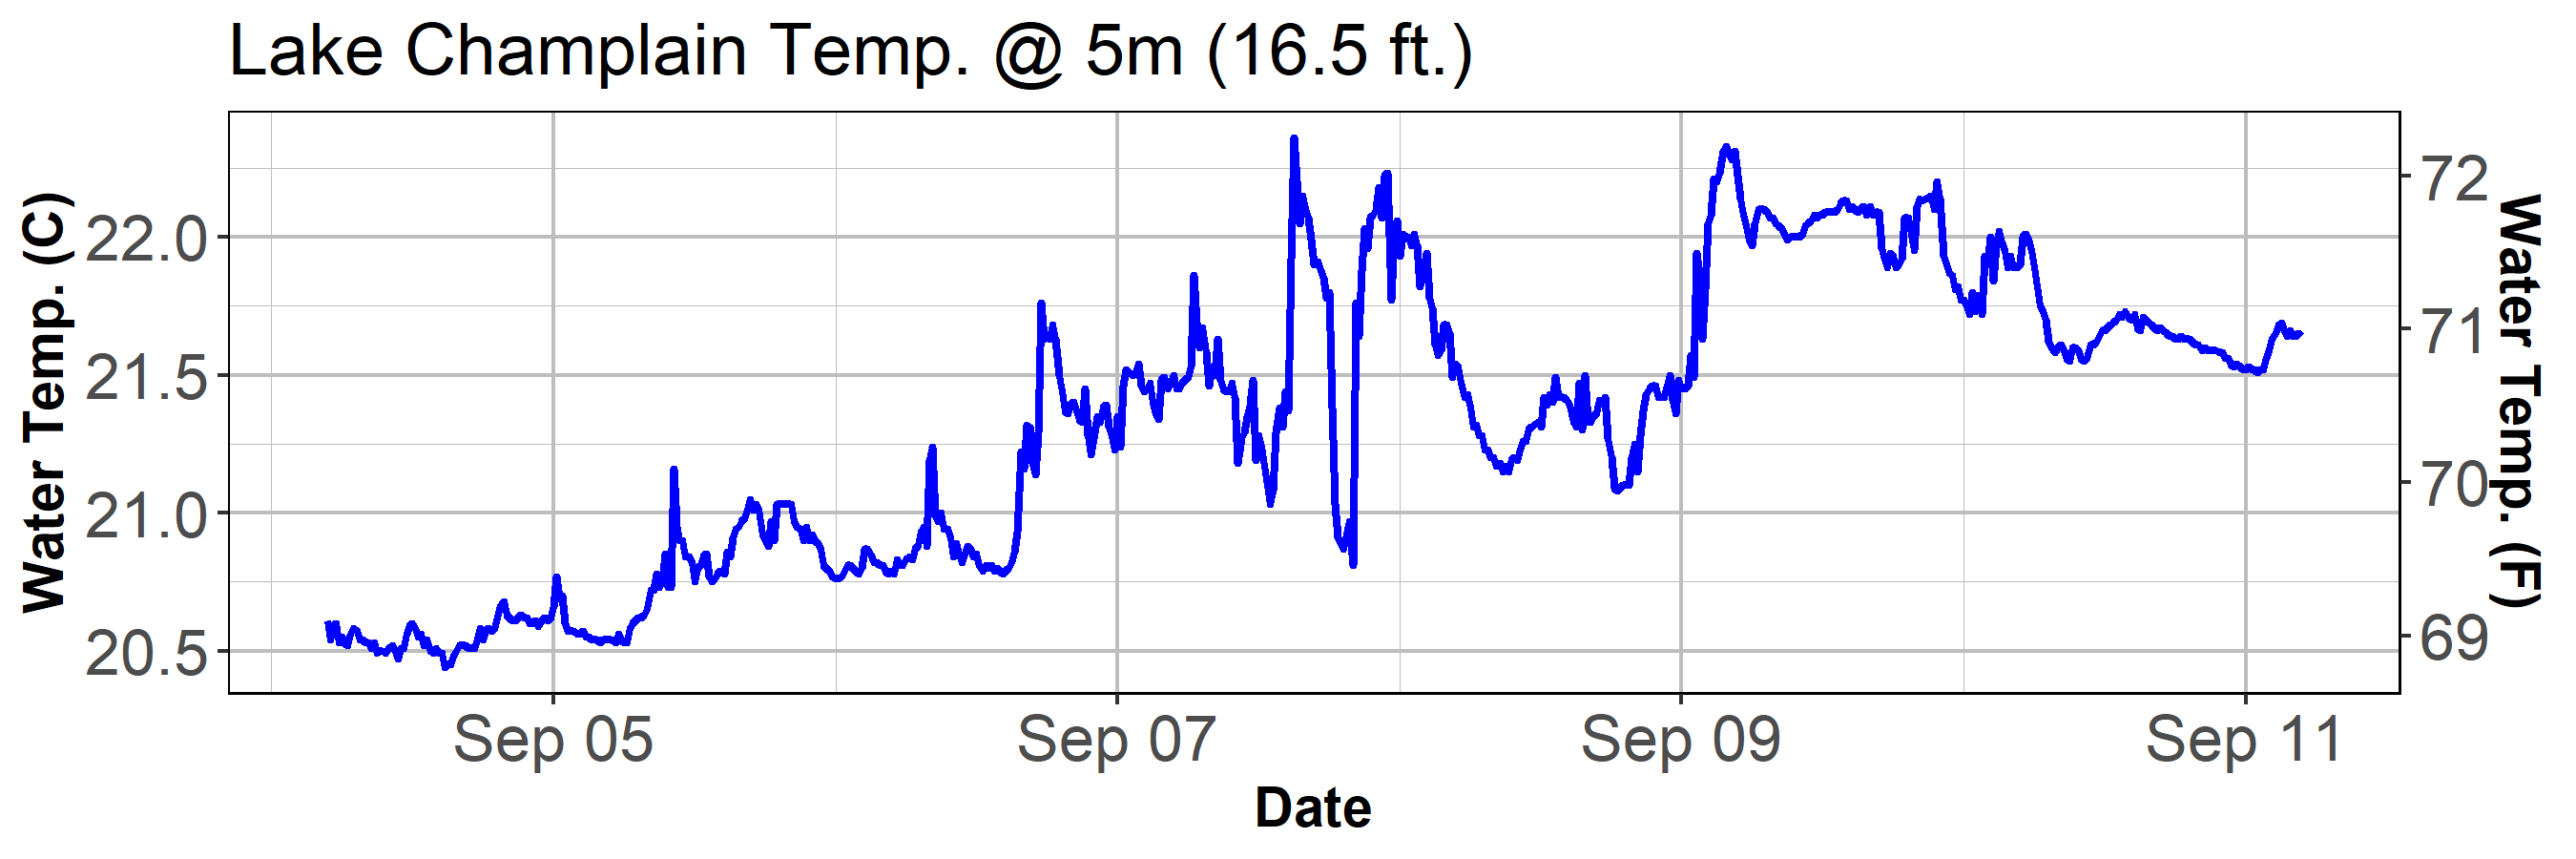 Lake Champlain Temp. @ 5m (16.5 ft.)
Water Temp. (C)
22.0
21.5
21.0
20.5
72
71
70
69
Water Temp. (F)
Sep 05
Sep 07
Sep 09
Sep 11
Date